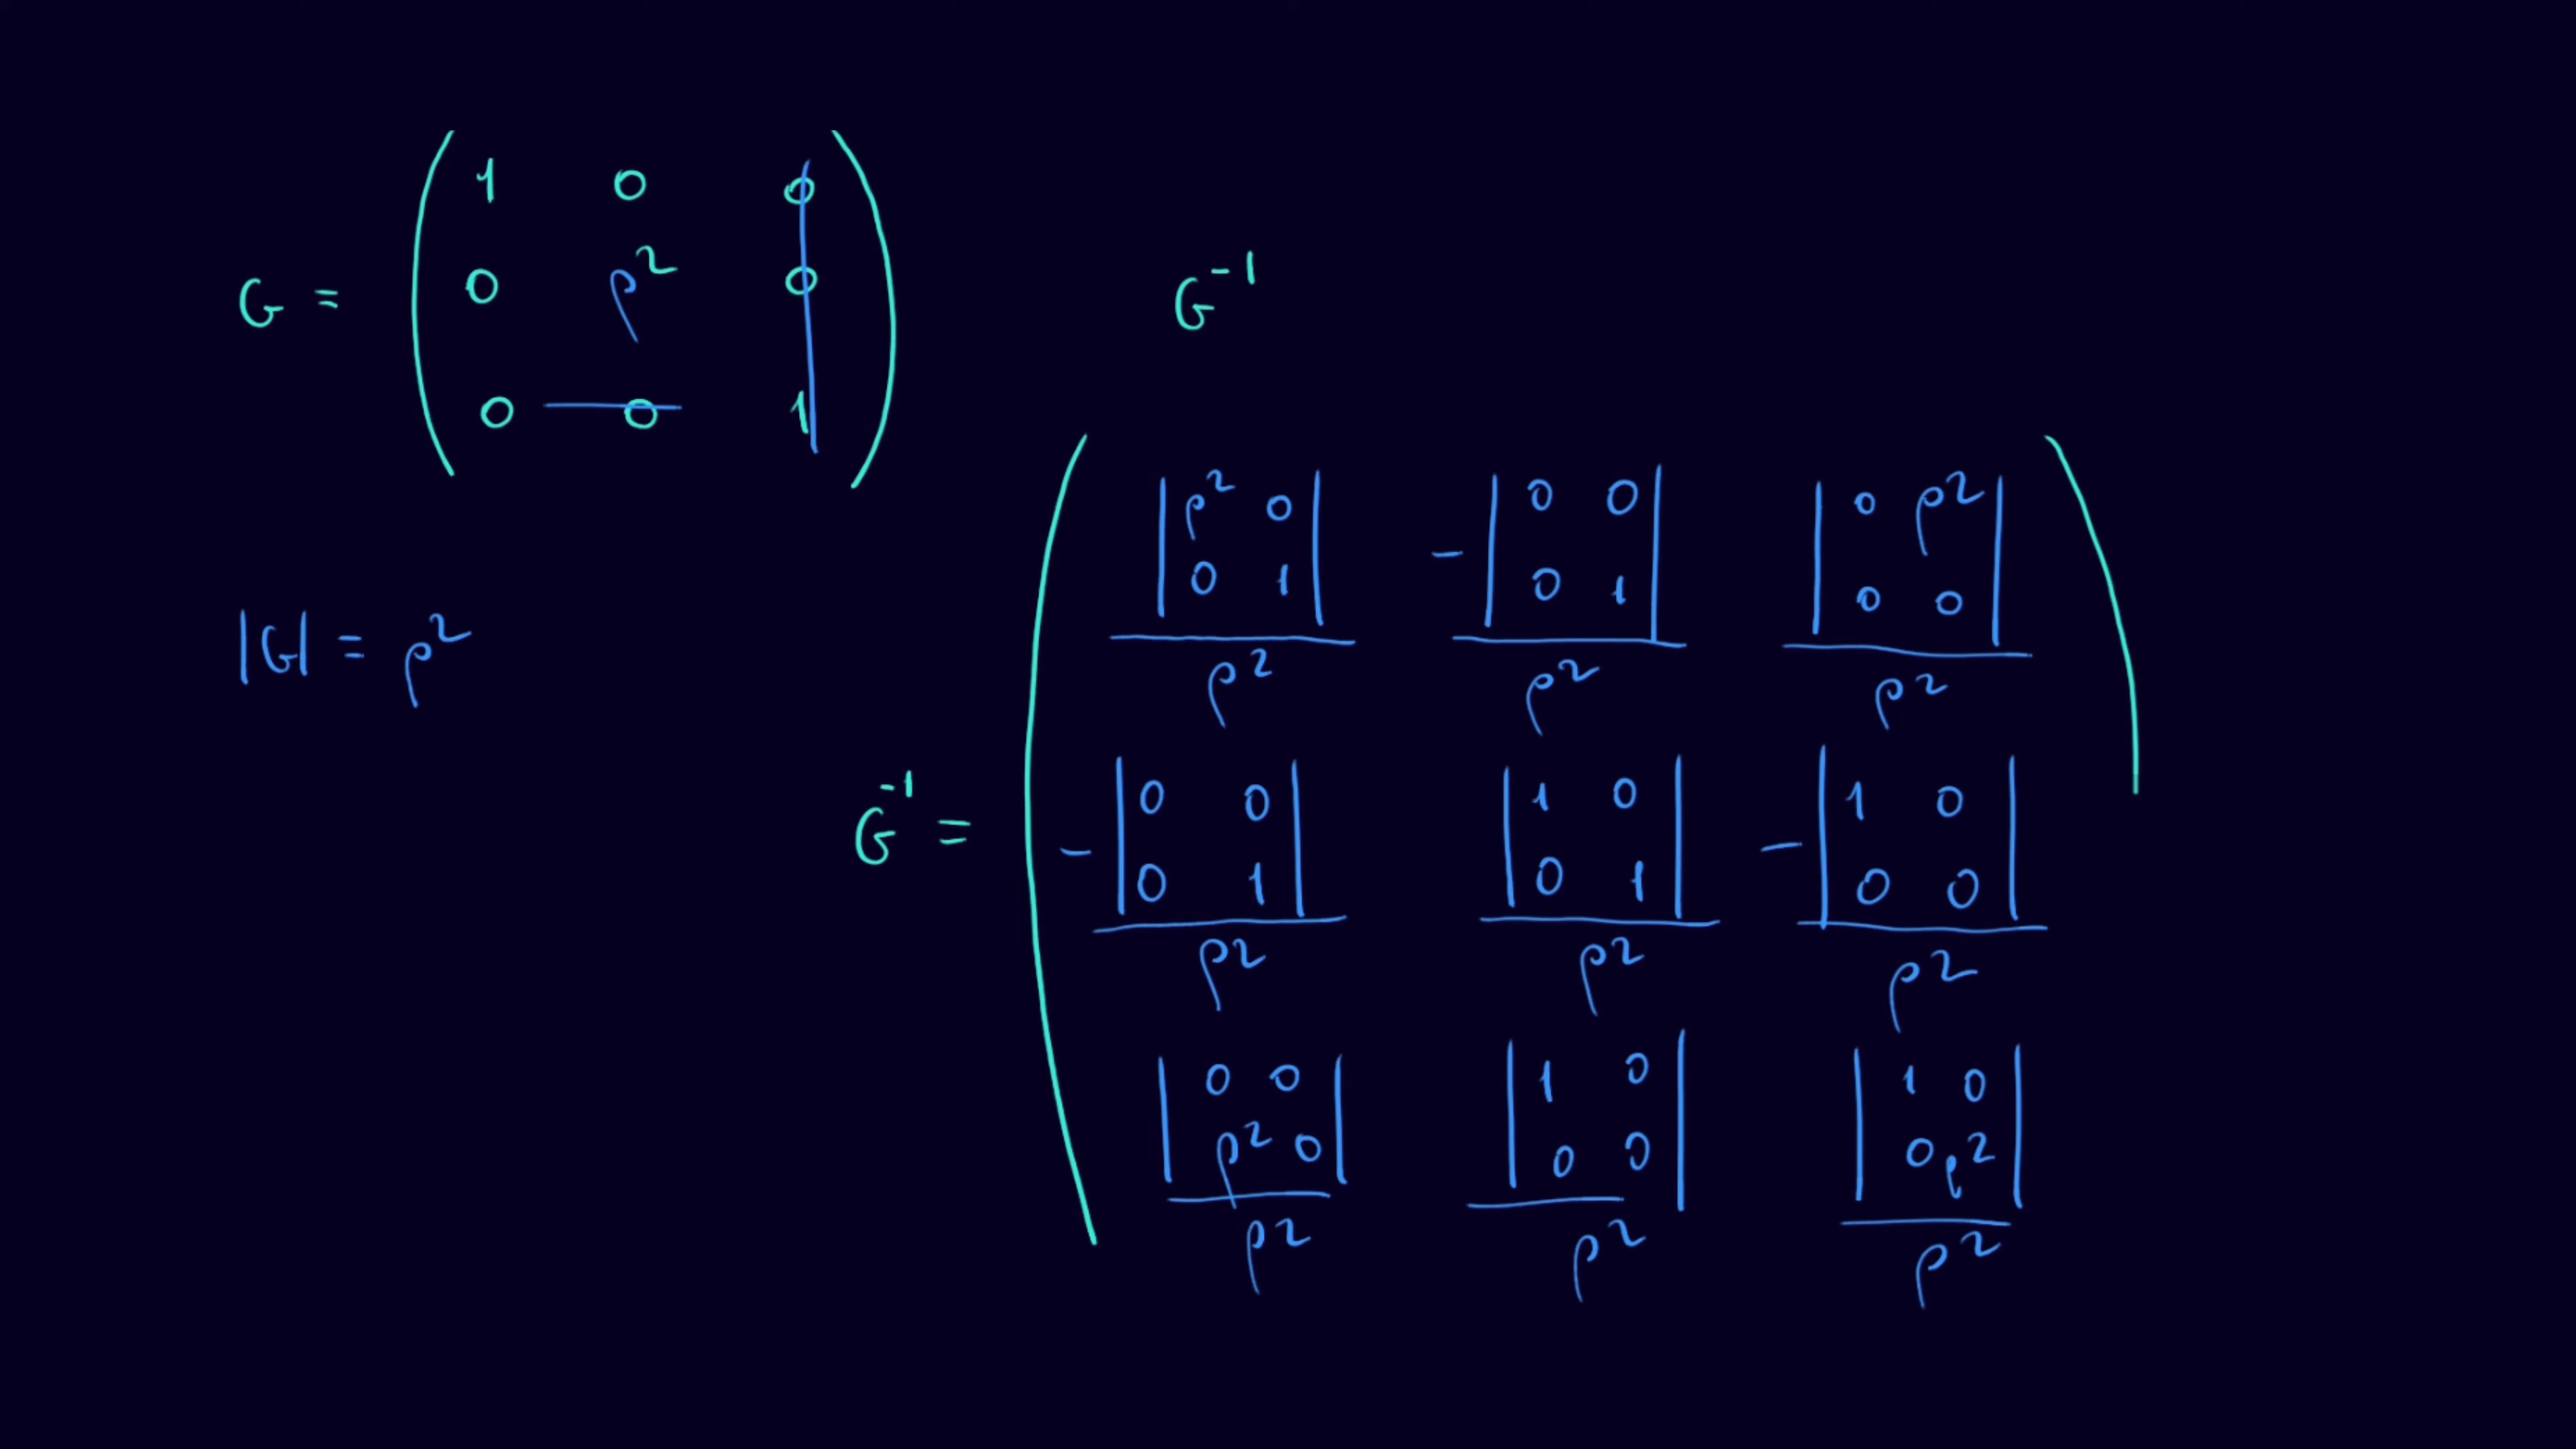 G = ( 1 0 0
0 ρ² 0
0 0 1 )
G⁻¹
|G| = ρ²
G⁻¹ = ( |ρ² 0| -|0 0| |0 ρ²| )
|0 1| |0 1| |0 0|
ρ² ρ² ρ²
-|0 0| |1 0| -|1 0|
|0 1| |0 1| |0 0|
ρ² ρ² ρ²
|0 0| |1 0| |1 0|
|ρ² 0| |0 0| |0 ρ²|
ρ² ρ² ρ²